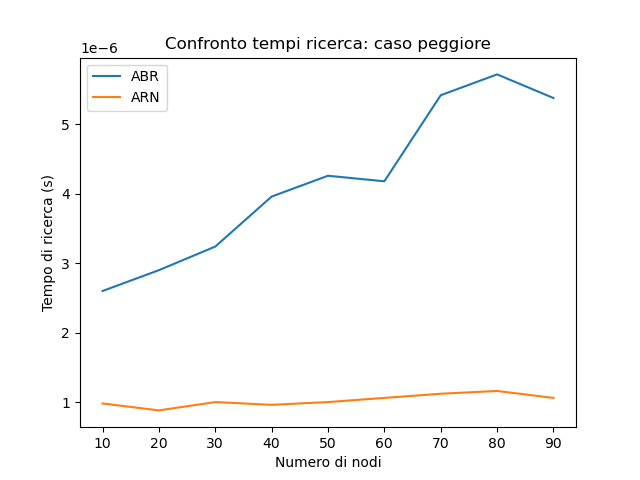 Confronto tempi ricerca: caso peggiore
1e−6
ABR
ARN
5
4
3
2
1
Tempo di ricerca (s)
10 20 30 40 50 60 70 80 90
Numero di nodi